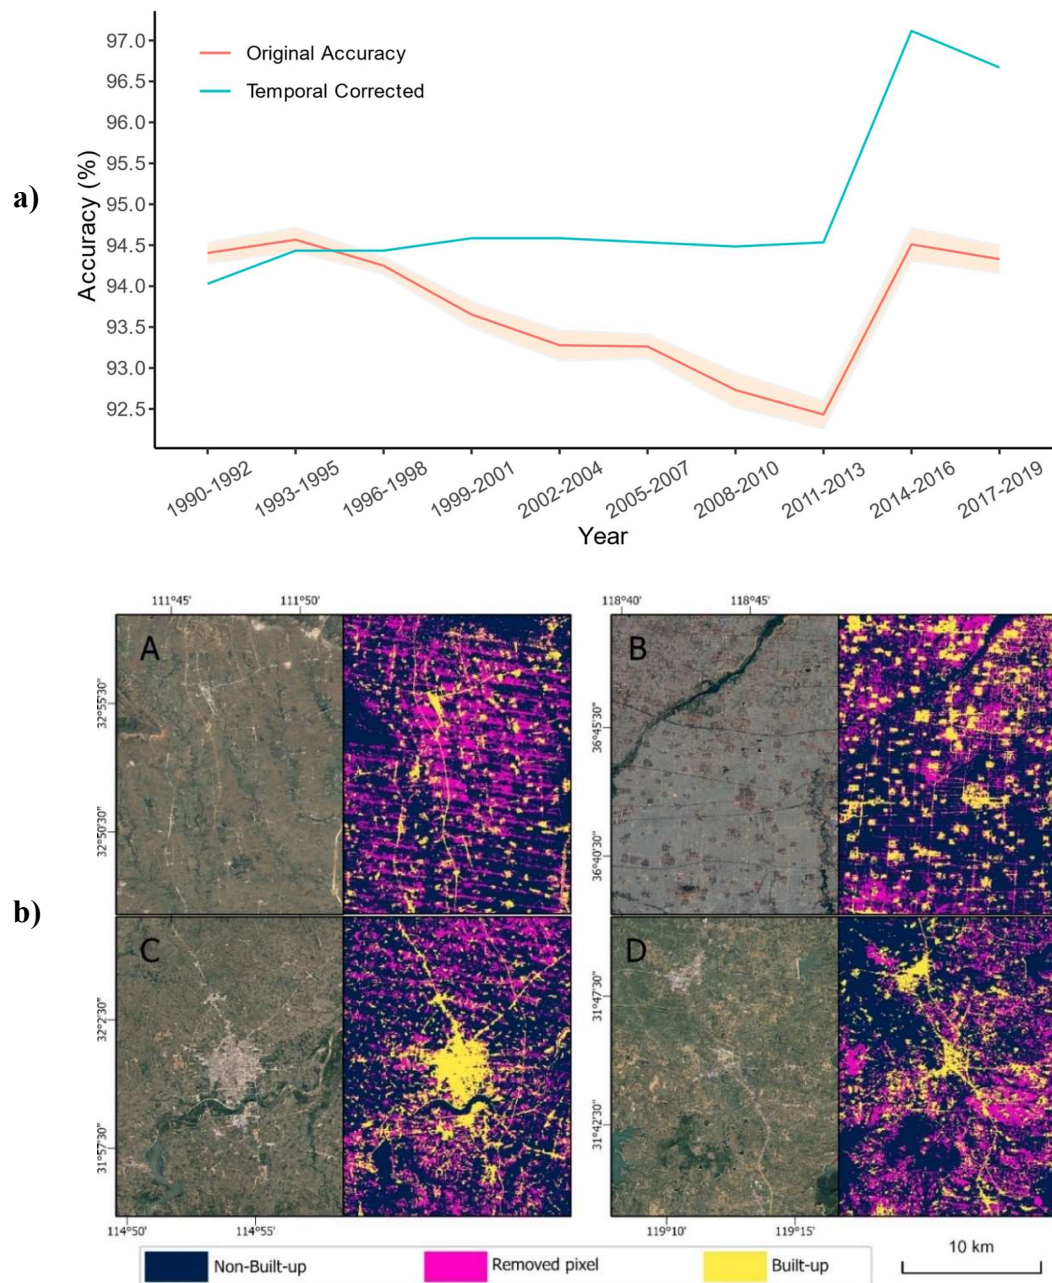 a)
Accuracy (%)
97.0
96.5
96.0
95.5
95.0
94.5
94.0
93.5
93.0
92.5
Original Accuracy
Temporal Corrected
1990-1992
1993-1995
1996-1998
1999-2001
2002-2004
2005-2007
2008-2010
2011-2013
2014-2016
2017-2019
Year
b)
111°45'
111°50'
118°40'
118°45'
A
B
32°55'30"
32°50'30"
36°45'30"
36°40'30"
C
D
32°2'30"
31°57'30"
31°47'30"
31°42'30"
114°50'
114°55'
119°10'
119°15'
Non-Built-up
Removed pixel
Built-up
10 km